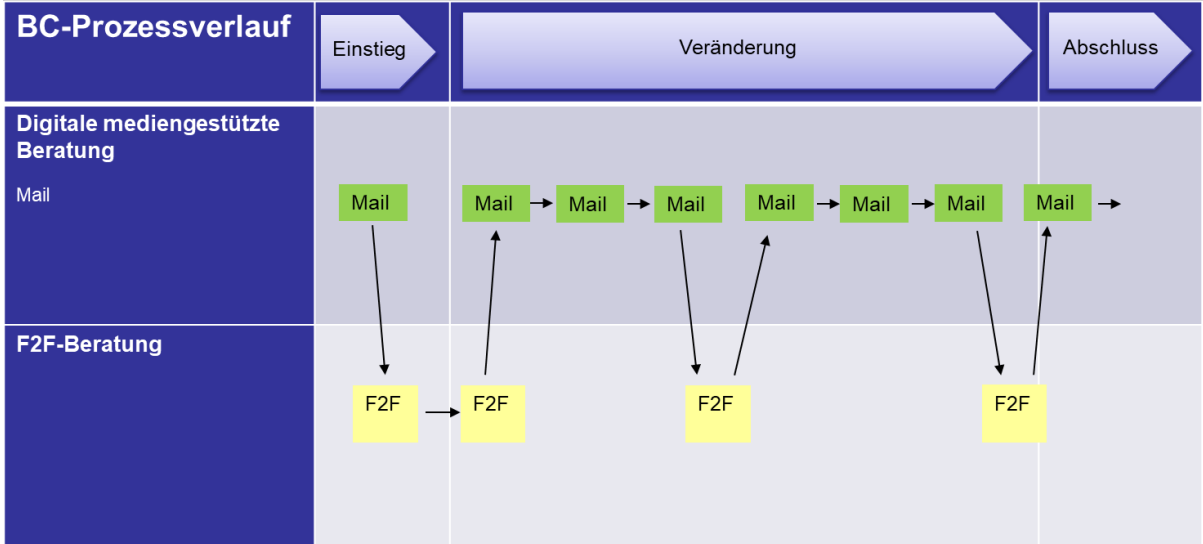 BC-Prozessverlauf
Einstieg
Veränderung
Abschluss
Digitale mediengestützte
Beratung
Mail
Mail
Mail
Mail
Mail
Mail
Mail
Mail
Mail
F2F-Beratung
F2F
F2F
F2F
F2F